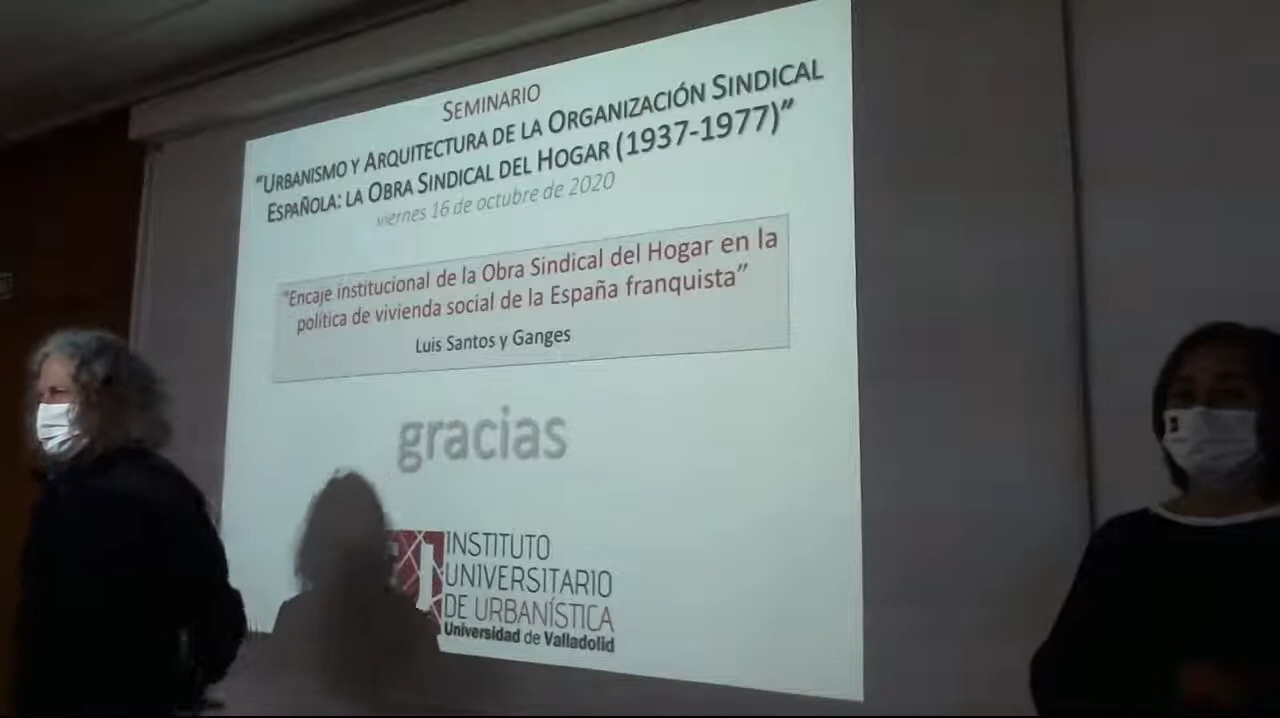 SEMINARIO
"URBANISMO Y ARQUITECTURA DE LA ORGANIZACIÓN SINDICAL
ESPAÑOLA: LA OBRA SINDICAL DEL HOGAR (1937-1977)"
viernes 16 de octubre de 2020
"Encaje institucional de la Obra Sindical del Hogar en la
política de vivienda social de la España franquista"
Luis Santos y Ganges
gracias
INSTITUTO
UNIVERSITARIO
DE URBANÍSTICA
Universidad de Valladolid